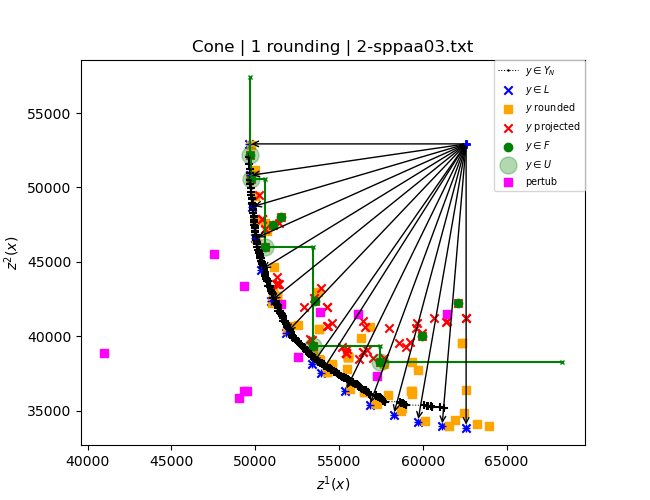 Cone | 1 rounding | 2-sppaa03.txt
y ∈ Y_N
y ∈ L
y rounded
y projected
y ∈ F
y ∈ U
pertub
z²(x)
55000
50000
45000
40000
35000
40000 45000 50000 55000 60000 65000
z¹(x)